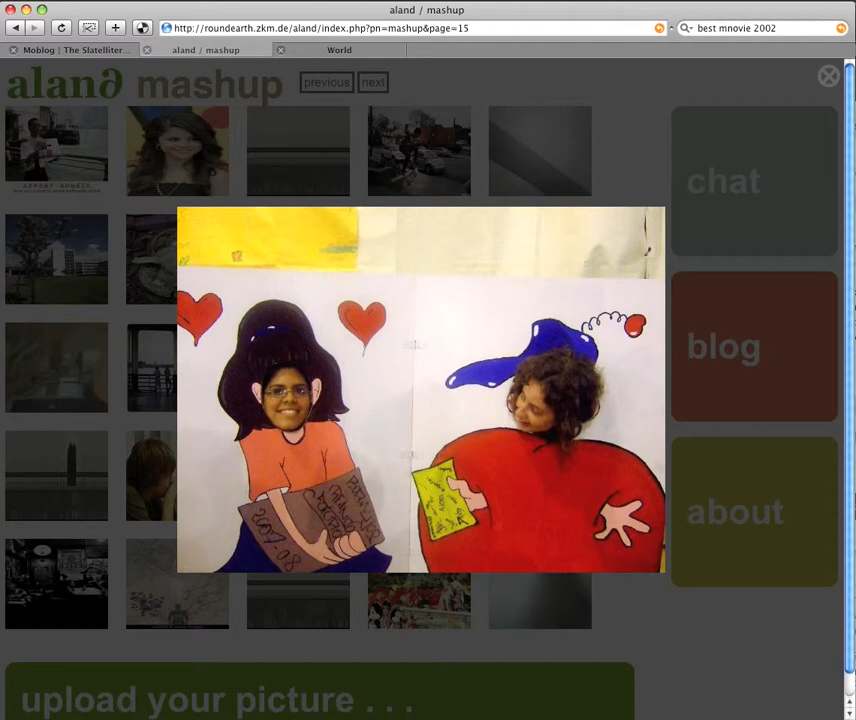 aland / mashup
http://roundearth.zkm.de/aland/index.php?pn=mashup&page=15
best mnovie 2002
Moblog | The Slatelliter...
aland / mashup
World
aland mashup
previous
next
chat
blog
about
2007-08
upload your picture . . .